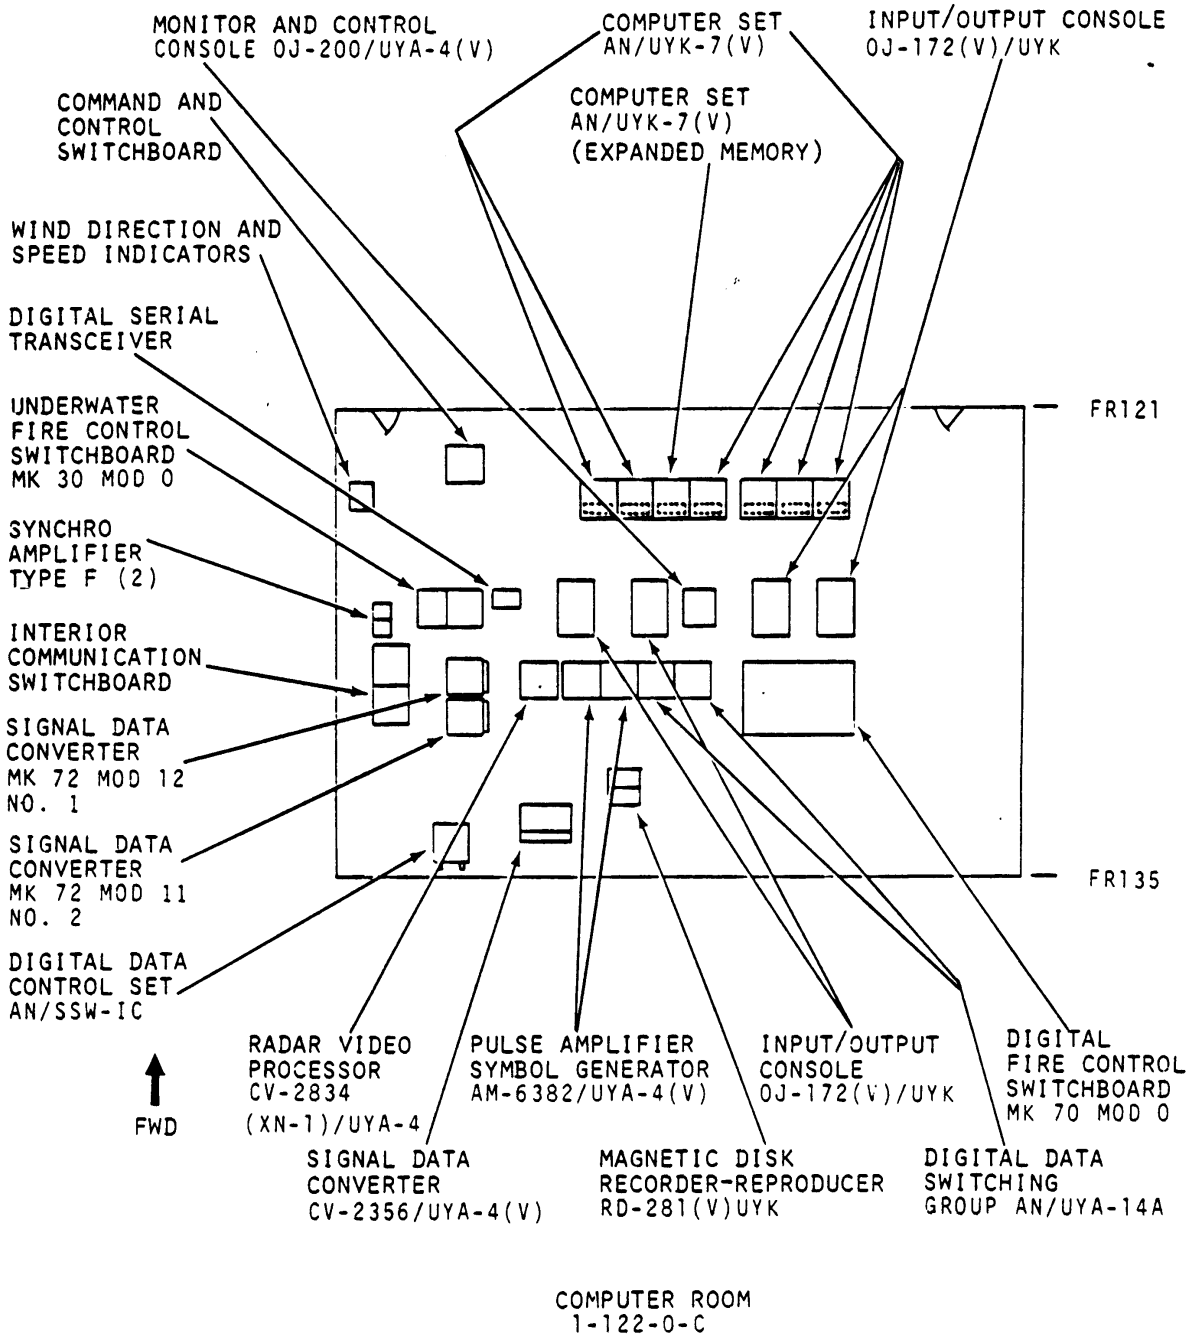 MONITOR AND CONTROL
CONSOLE OJ-200/UYA-4(V)
COMPUTER SET
AN/UYK-7(V)
INPUT/OUTPUT CONSOLE
OJ-172(V)/UYK
COMMAND AND
CONTROL
SWITCHBOARD
COMPUTER SET
AN/UYK-7(V)
(EXPANDED MEMORY)
WIND DIRECTION AND
SPEED INDICATORS
DIGITAL SERIAL
TRANSCEIVER
UNDERWATER
FIRE CONTROL
SWITCHBOARD
MK 30 MOD 0
FR121
SYNCHRO
AMPLIFIER
TYPE F (2)
INTERIOR
COMMUNICATION
SWITCHBOARD
SIGNAL DATA
CONVERTER
MK 72 MOD 12
NO. 1
SIGNAL DATA
CONVERTER
MK 72 MOD 11
NO. 2
FR135
DIGITAL DATA
CONTROL SET
AN/SSW-IC
FWD
RADAR VIDEO
PROCESSOR
CV-2834
(XN-1)/UYA-4
PULSE AMPLIFIER
SYMBOL GENERATOR
AM-6382/UYA-4(V)
INPUT/OUTPUT
CONSOLE
OJ-172(V)/UYK
DIGITAL
FIRE CONTROL
SWITCHBOARD
MK 70 MOD 0
SIGNAL DATA
CONVERTER
CV-2356/UYA-4(V)
MAGNETIC DISK
RECORDER-REPRODUCER
RD-281(V)UYK
DIGITAL DATA
SWITCHING
GROUP AN/UYA-14A
COMPUTER ROOM
1-122-0-C